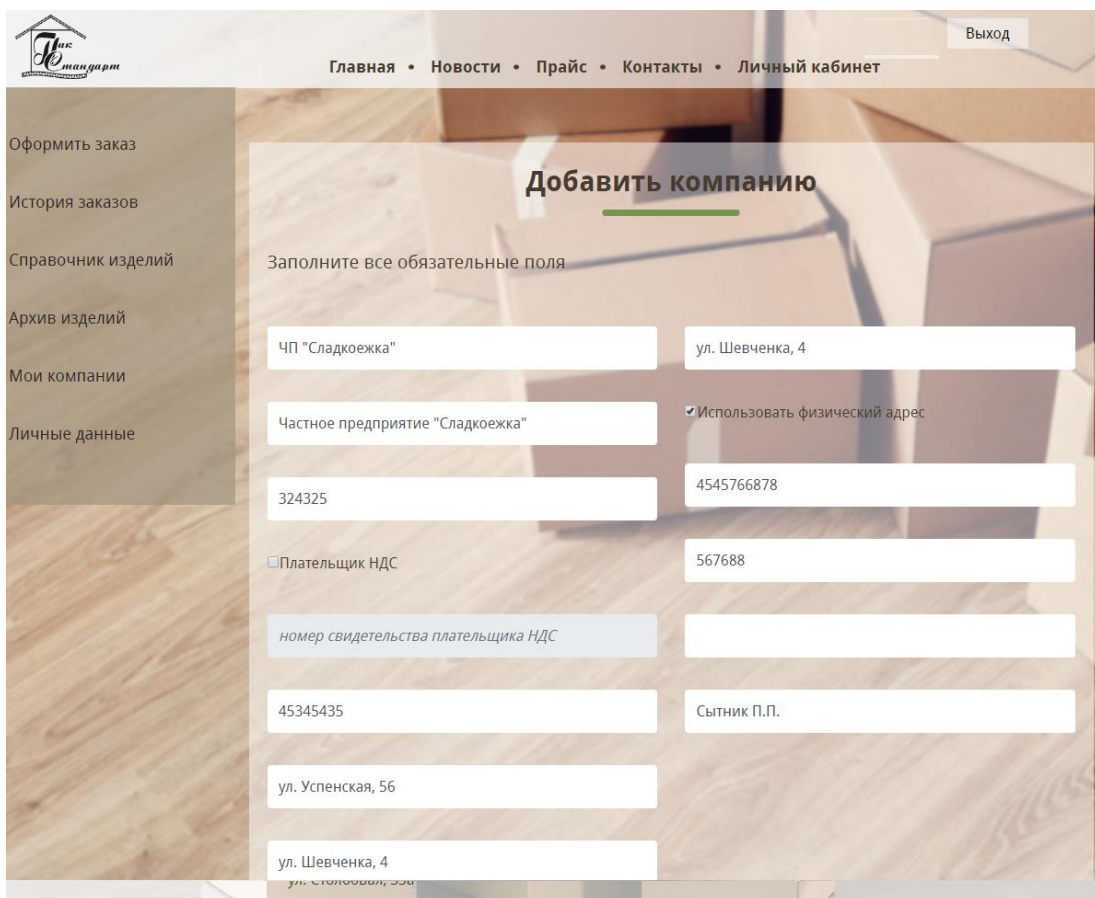 Пак
Стандарт
Выход
Главная • Новости • Прайс • Контакты • Личный кабинет
Оформить заказ
История заказов
Справочник изделий
Архив изделий
Мои компании
Личные данные
Добавить компанию
Заполните все обязательные поля
ЧП "Сладкоежка"
Частное предприятие "Сладкоежка"
324325
Плательщик НДС
номер свидетельства плательщика НДС
45345435
ул. Успенская, 56
ул. Шевченка, 4
ул. Шевченка, 4
Использовать физический адрес
4545766878
567688
Сытник П.П.